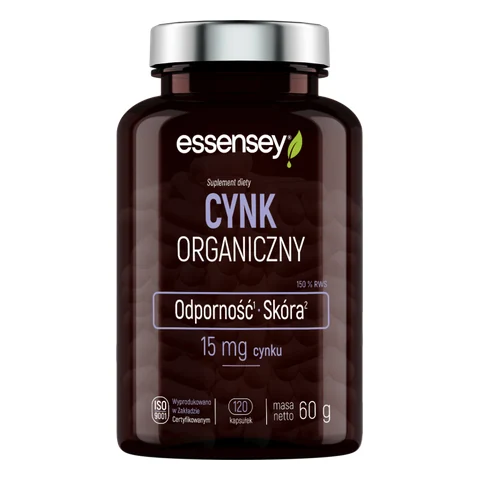 essensey®
Suplement diety
CYNK
ORGANICZNY
150 % RWS
Odporność¹ · Skóra²
15 mg cynku
ISO
9001
Wyprodukowano
w Zakładzie
Certyfikowanym
120
kapsułek
masa
netto
60 g